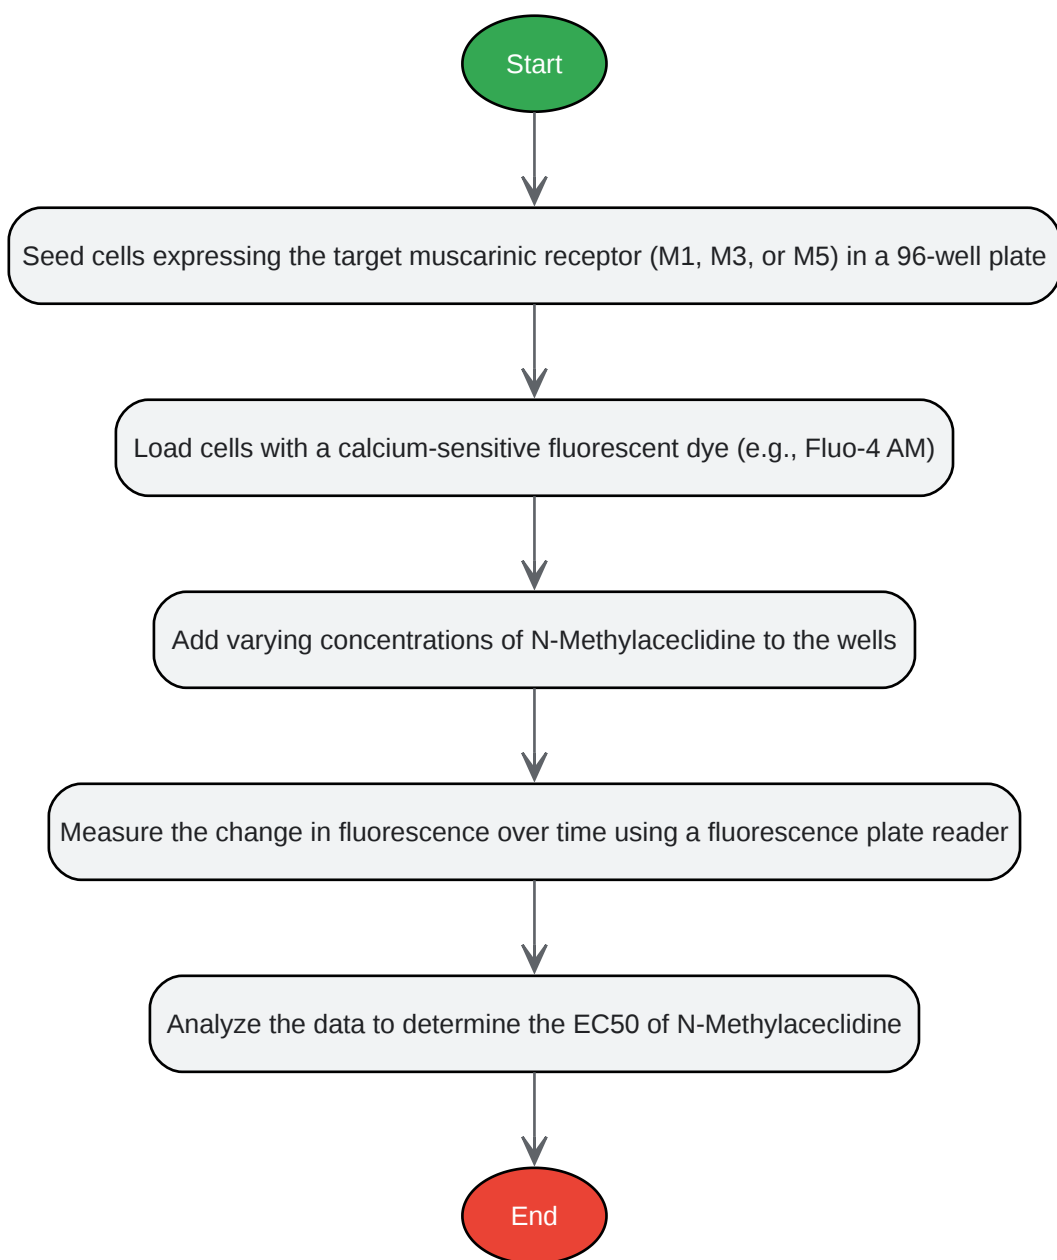 Start
Seed cells expressing the target muscarinic receptor (M1, M3, or M5) in a 96-well plate
Load cells with a calcium-sensitive fluorescent dye (e.g., Fluo-4 AM)
Add varying concentrations of N-Methylaceclidine to the wells
Measure the change in fluorescence over time using a fluorescence plate reader
Analyze the data to determine the EC50 of N-Methylaceclidine
End